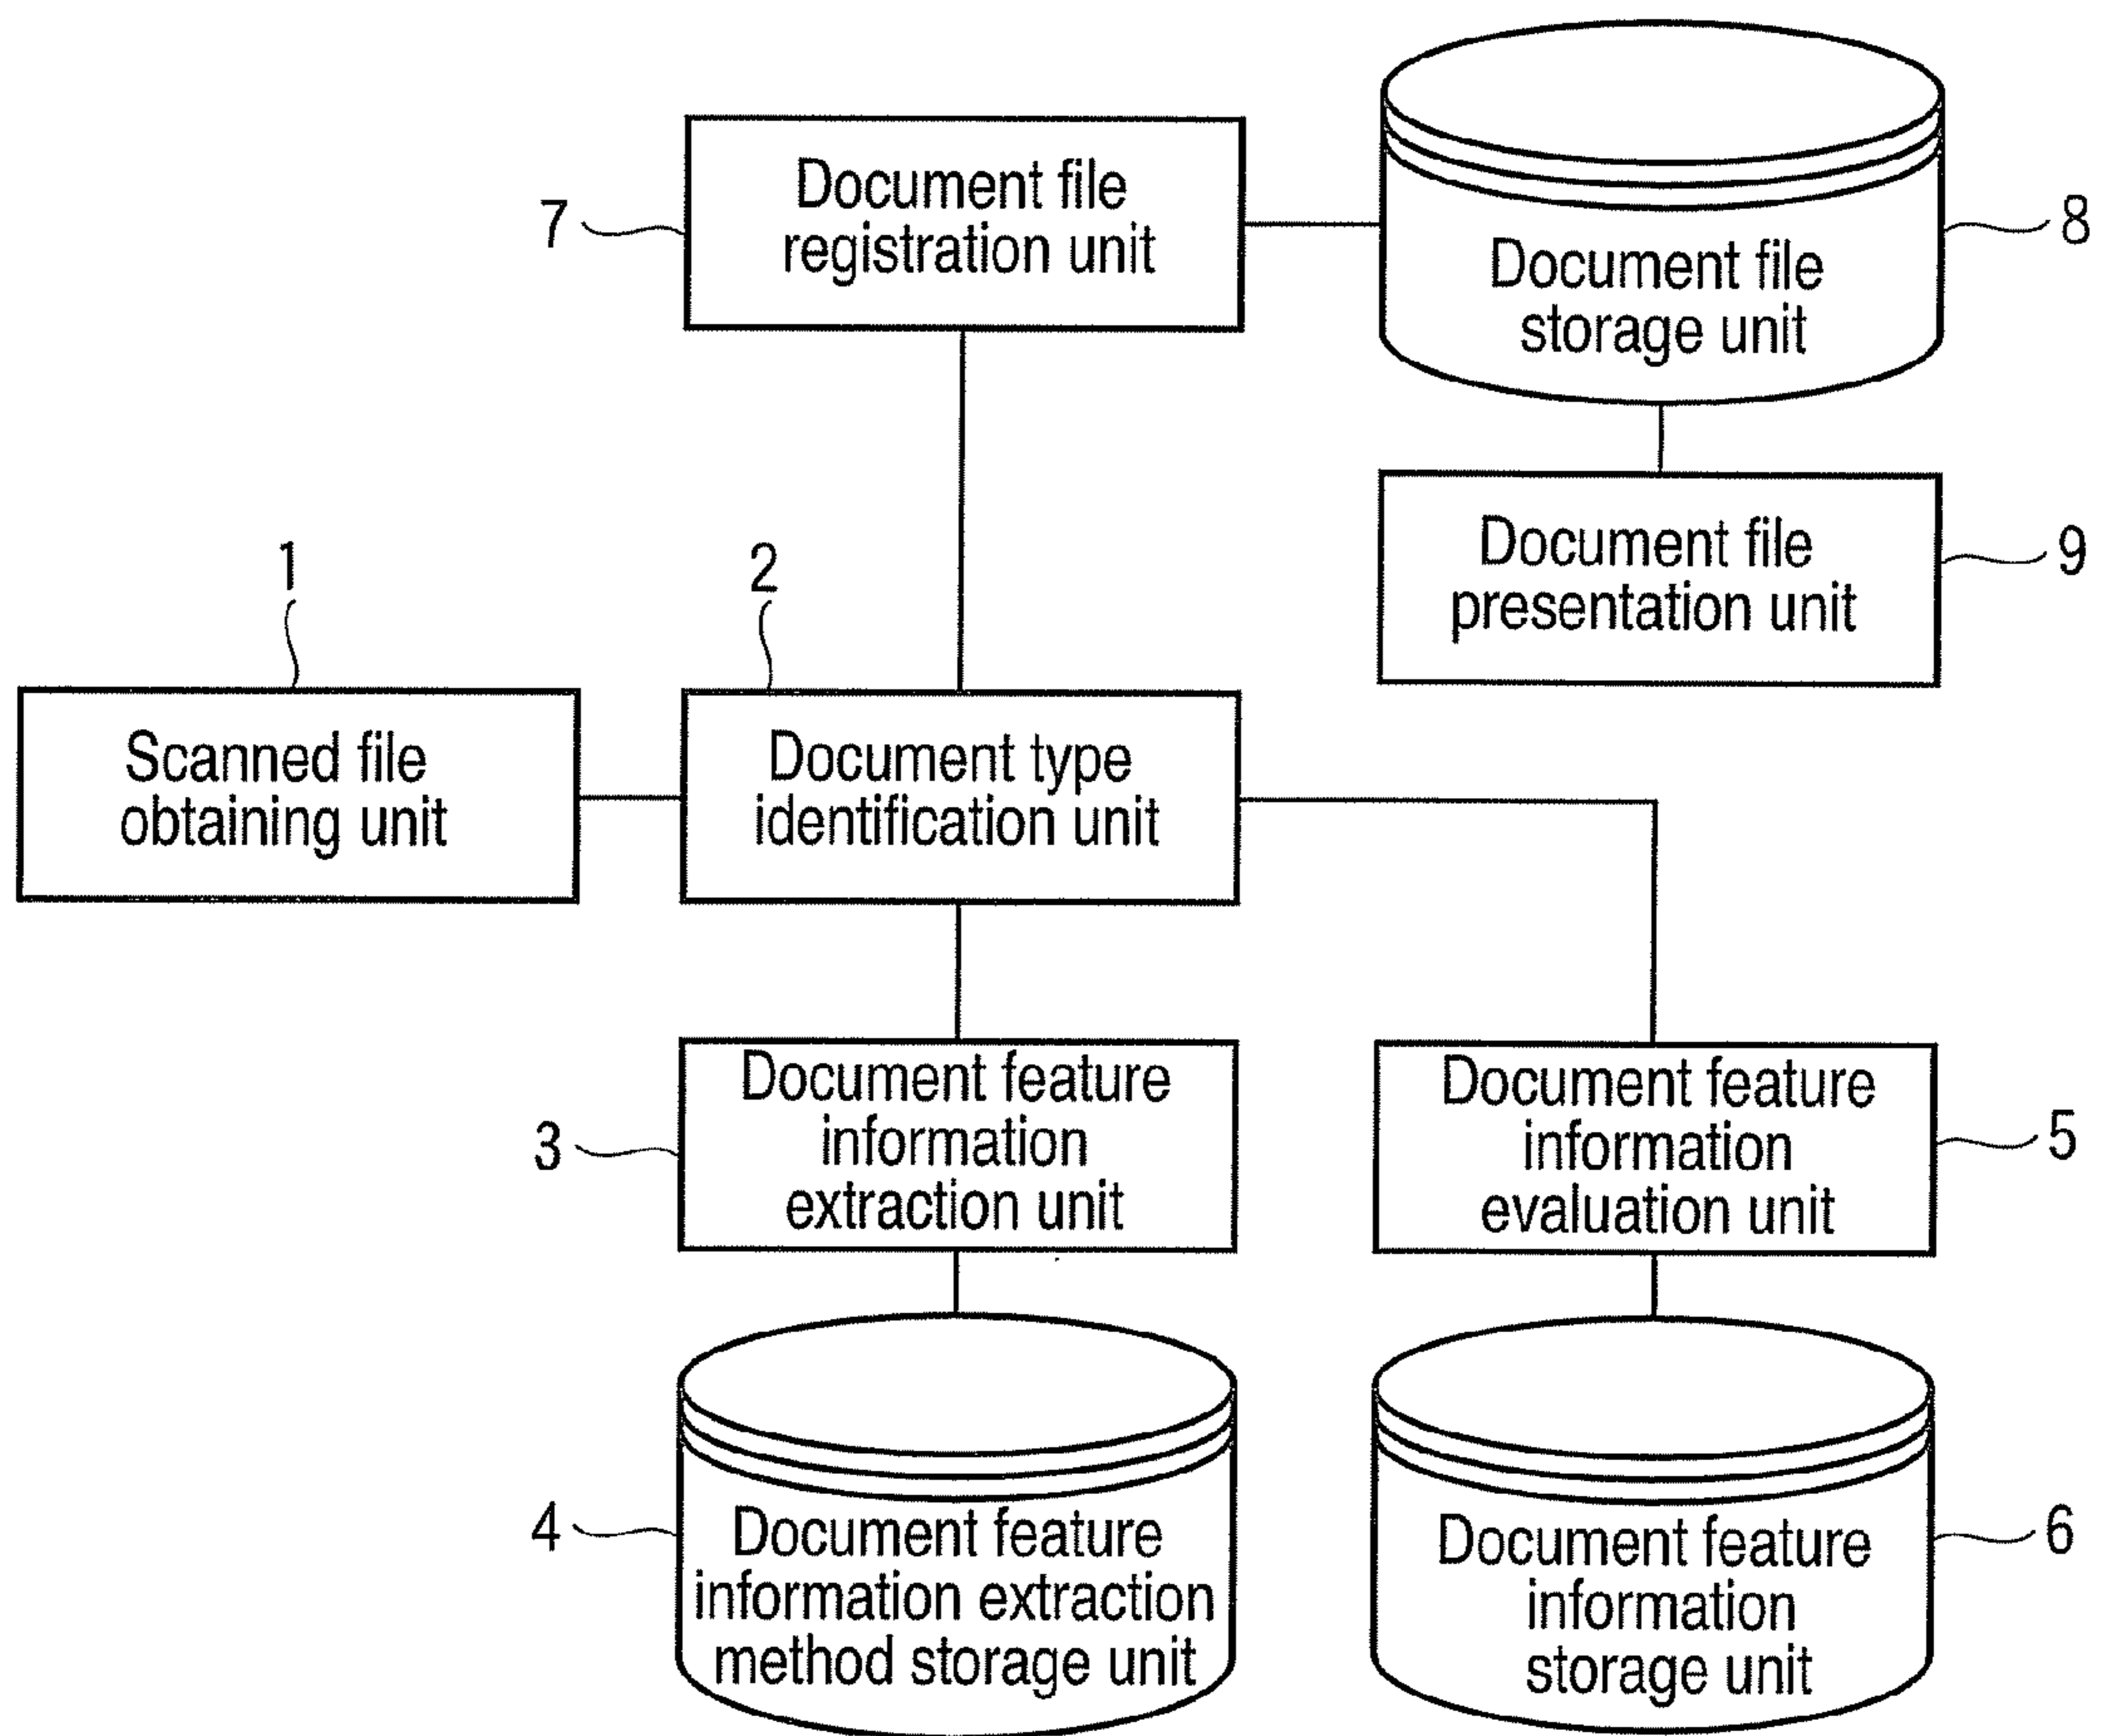 Document file
registration unit
7
Document file
storage unit
8
Document file
presentation unit
9
1
2
Scanned file
obtaining unit
Document type
identification unit
Document feature
information
extraction unit
3
Document feature
information
evaluation unit
5
4
Document feature
information extraction
method storage unit
Document feature
information
storage unit
6